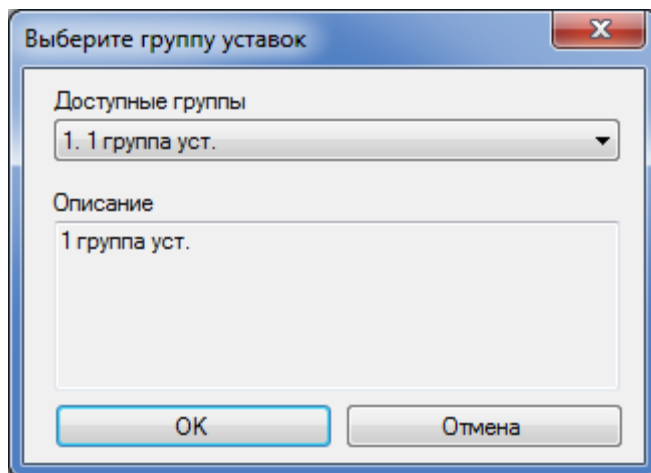 Выберите группу уставок
Доступные группы
1. 1 группа уст.
Описание
1 группа уст.
OK
Отмена